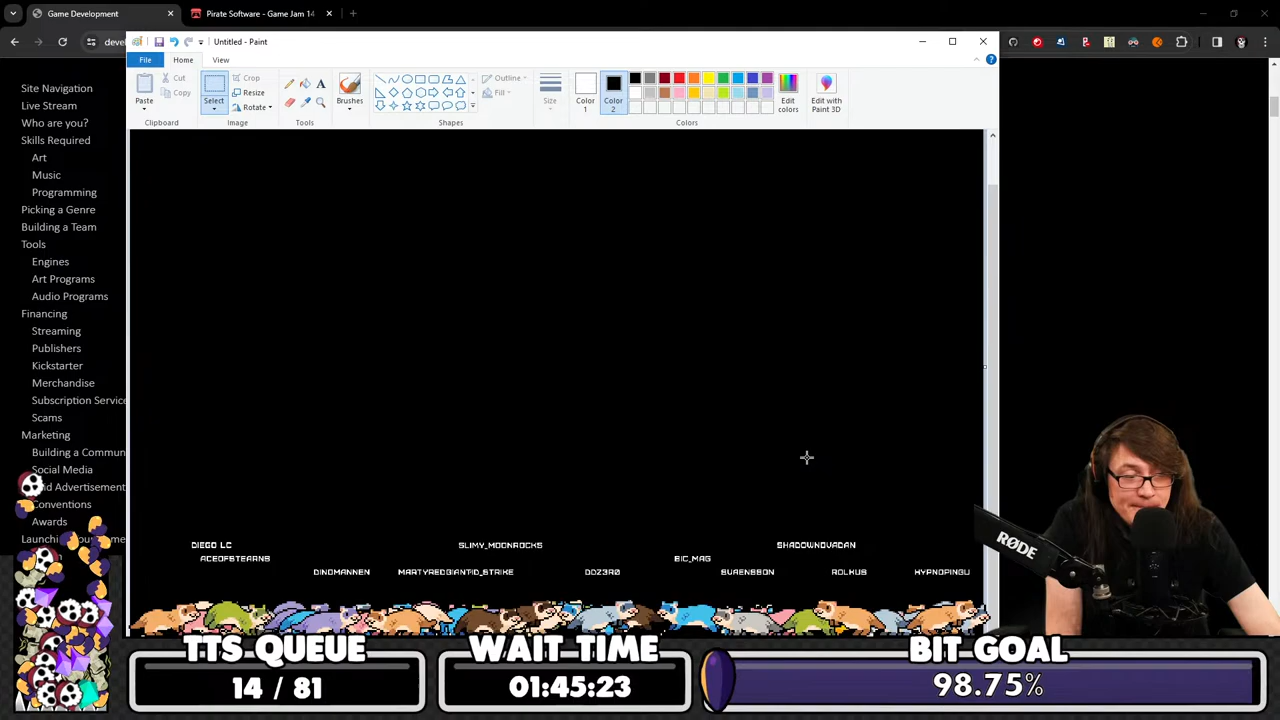 Game Development
Pirate Software - Game Jam 14
Untitled - Paint
File
Home
View
Paste
Cut
Copy
Clipboard
Select
Crop
Resize
Rotate
Image
Tools
Brushes
Shapes
Outline
Fill
Size
Color 1
Color 2
Edit colors
Edit with Paint 3D
Colors
Site Navigation
Live Stream
Who are you?
Skills Required
Art
Music
Programming
Picking a Genre
Building a Team
Tools
Engines
Art Programs
Audio Programs
Financing
Streaming
Publishers
Kickstarter
Merchandise
Subscription Service
Scams
Marketing
Building a Commun
Social Media
Advertisement
Conventions
Awards
DIEGO LC
SLIMY_MOONROCKS
SHADOWNOVADAN
ACEOFSTEARNS
BIC_MAG
DINOMANNEN
MARTYREDGIANTID_STRIKE
DDZ3R0
SVAENSSON
ROLKUS
HYPNOPINGU
RØDE
TTS QUEUE
14 / 81
WAIT TIME
01:45:23
BIT GOAL
98.75%